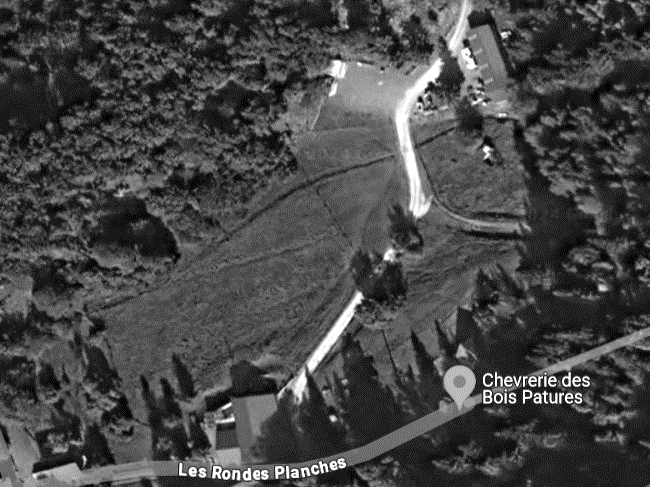 Chevrerie des
Bois Patures
Les Rondes Planches